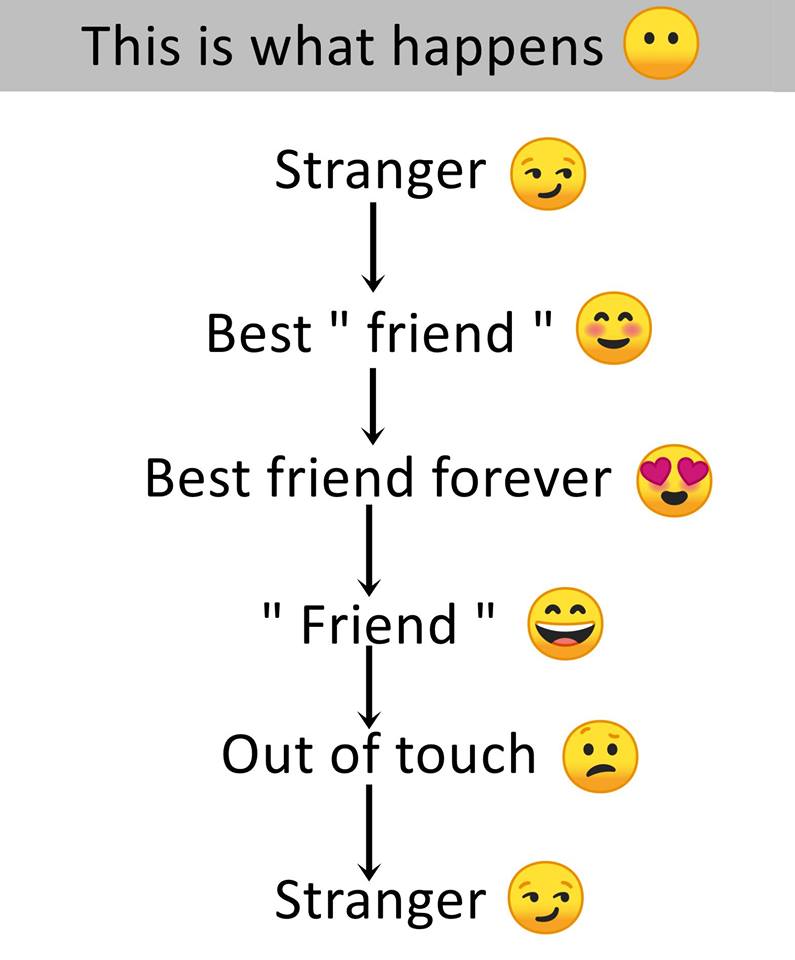 This is what happens 😶
Stranger 😏
Best " friend " 😊
Best friend forever 😍
" Friend " 😄
Out of touch 😕
Stranger 😏